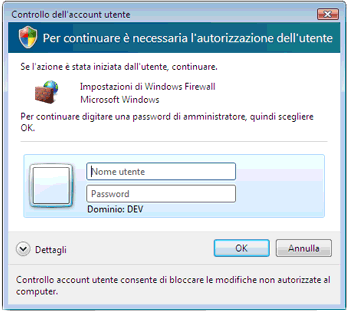 Controllo dell'account utente
Per continuare è necessaria l'autorizzazione dell'utente
Se l'azione è stata iniziata dall'utente, continuare.
Impostazioni di Windows Firewall
Microsoft Windows
Per continuare digitare una password di amministratore, quindi scegliere
OK.
Nome utente
Password
Dominio: DEV
Dettagli
OK
Annulla
Controllo account utente consente di bloccare le modifiche non autorizzate al
computer.